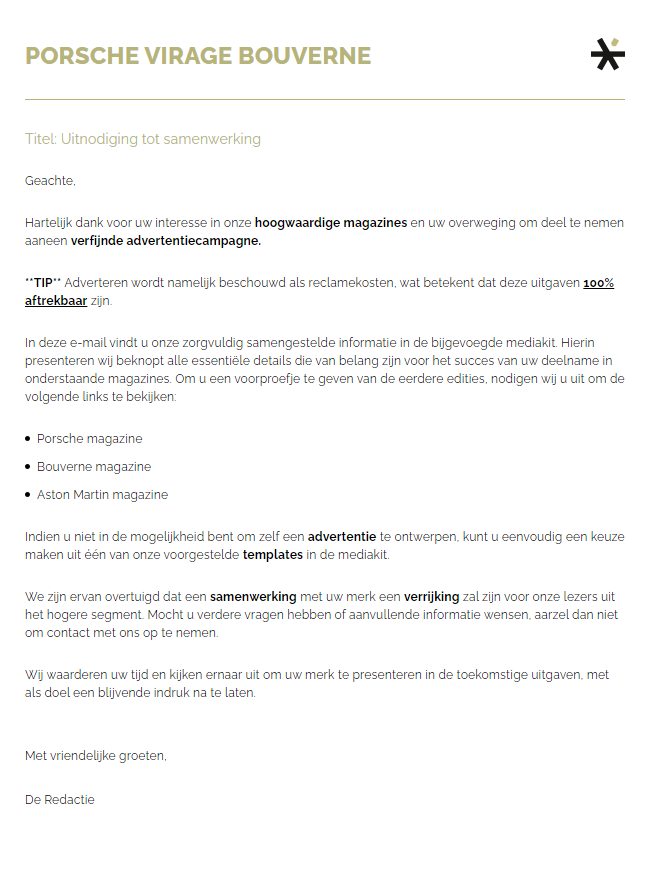 PORSCHE VIRAGE BOUVERNE
Titel: Uitnodiging tot samenwerking
Geachte,
Hartelijk dank voor uw interesse in onze hoogwaardige magazines en uw overweging om deel te nemen
aaneen verfijnde advertentiecampagne.
**TIP** Adverteren wordt namelijk beschouwd als reclamekosten, wat betekent dat deze uitgaven 100%
aftrekbaar zijn.
In deze e-mail vindt u onze zorgvuldig samengestelde informatie in de bijgevoegde mediakit. Hierin
presenteren wij beknopt alle essentiële details die van belang zijn voor het succes van uw deelname in
onderstaande magazines. Om u een voorproefje te geven van de eerdere edities, nodigen wij u uit om de
volgende links te bekijken:
• Porsche magazine
• Bouverne magazine
• Aston Martin magazine
Indien u niet in de mogelijkheid bent om zelf een advertentie te ontwerpen, kunt u eenvoudig een keuze
maken uit één van onze voorgestelde templates in de mediakit.
We zijn ervan overtuigd dat een samenwerking met uw merk een verrijking zal zijn voor onze lezers uit
het hogere segment. Mocht u verdere vragen hebben of aanvullende informatie wensen, aarzel dan niet
om contact met ons op te nemen.
Wij waarderen uw tijd en kijken ernaar uit om uw merk te presenteren in de toekomstige uitgaven, met
als doel een blijvende indruk na te laten.
Met vriendelijke groeten,
De Redactie